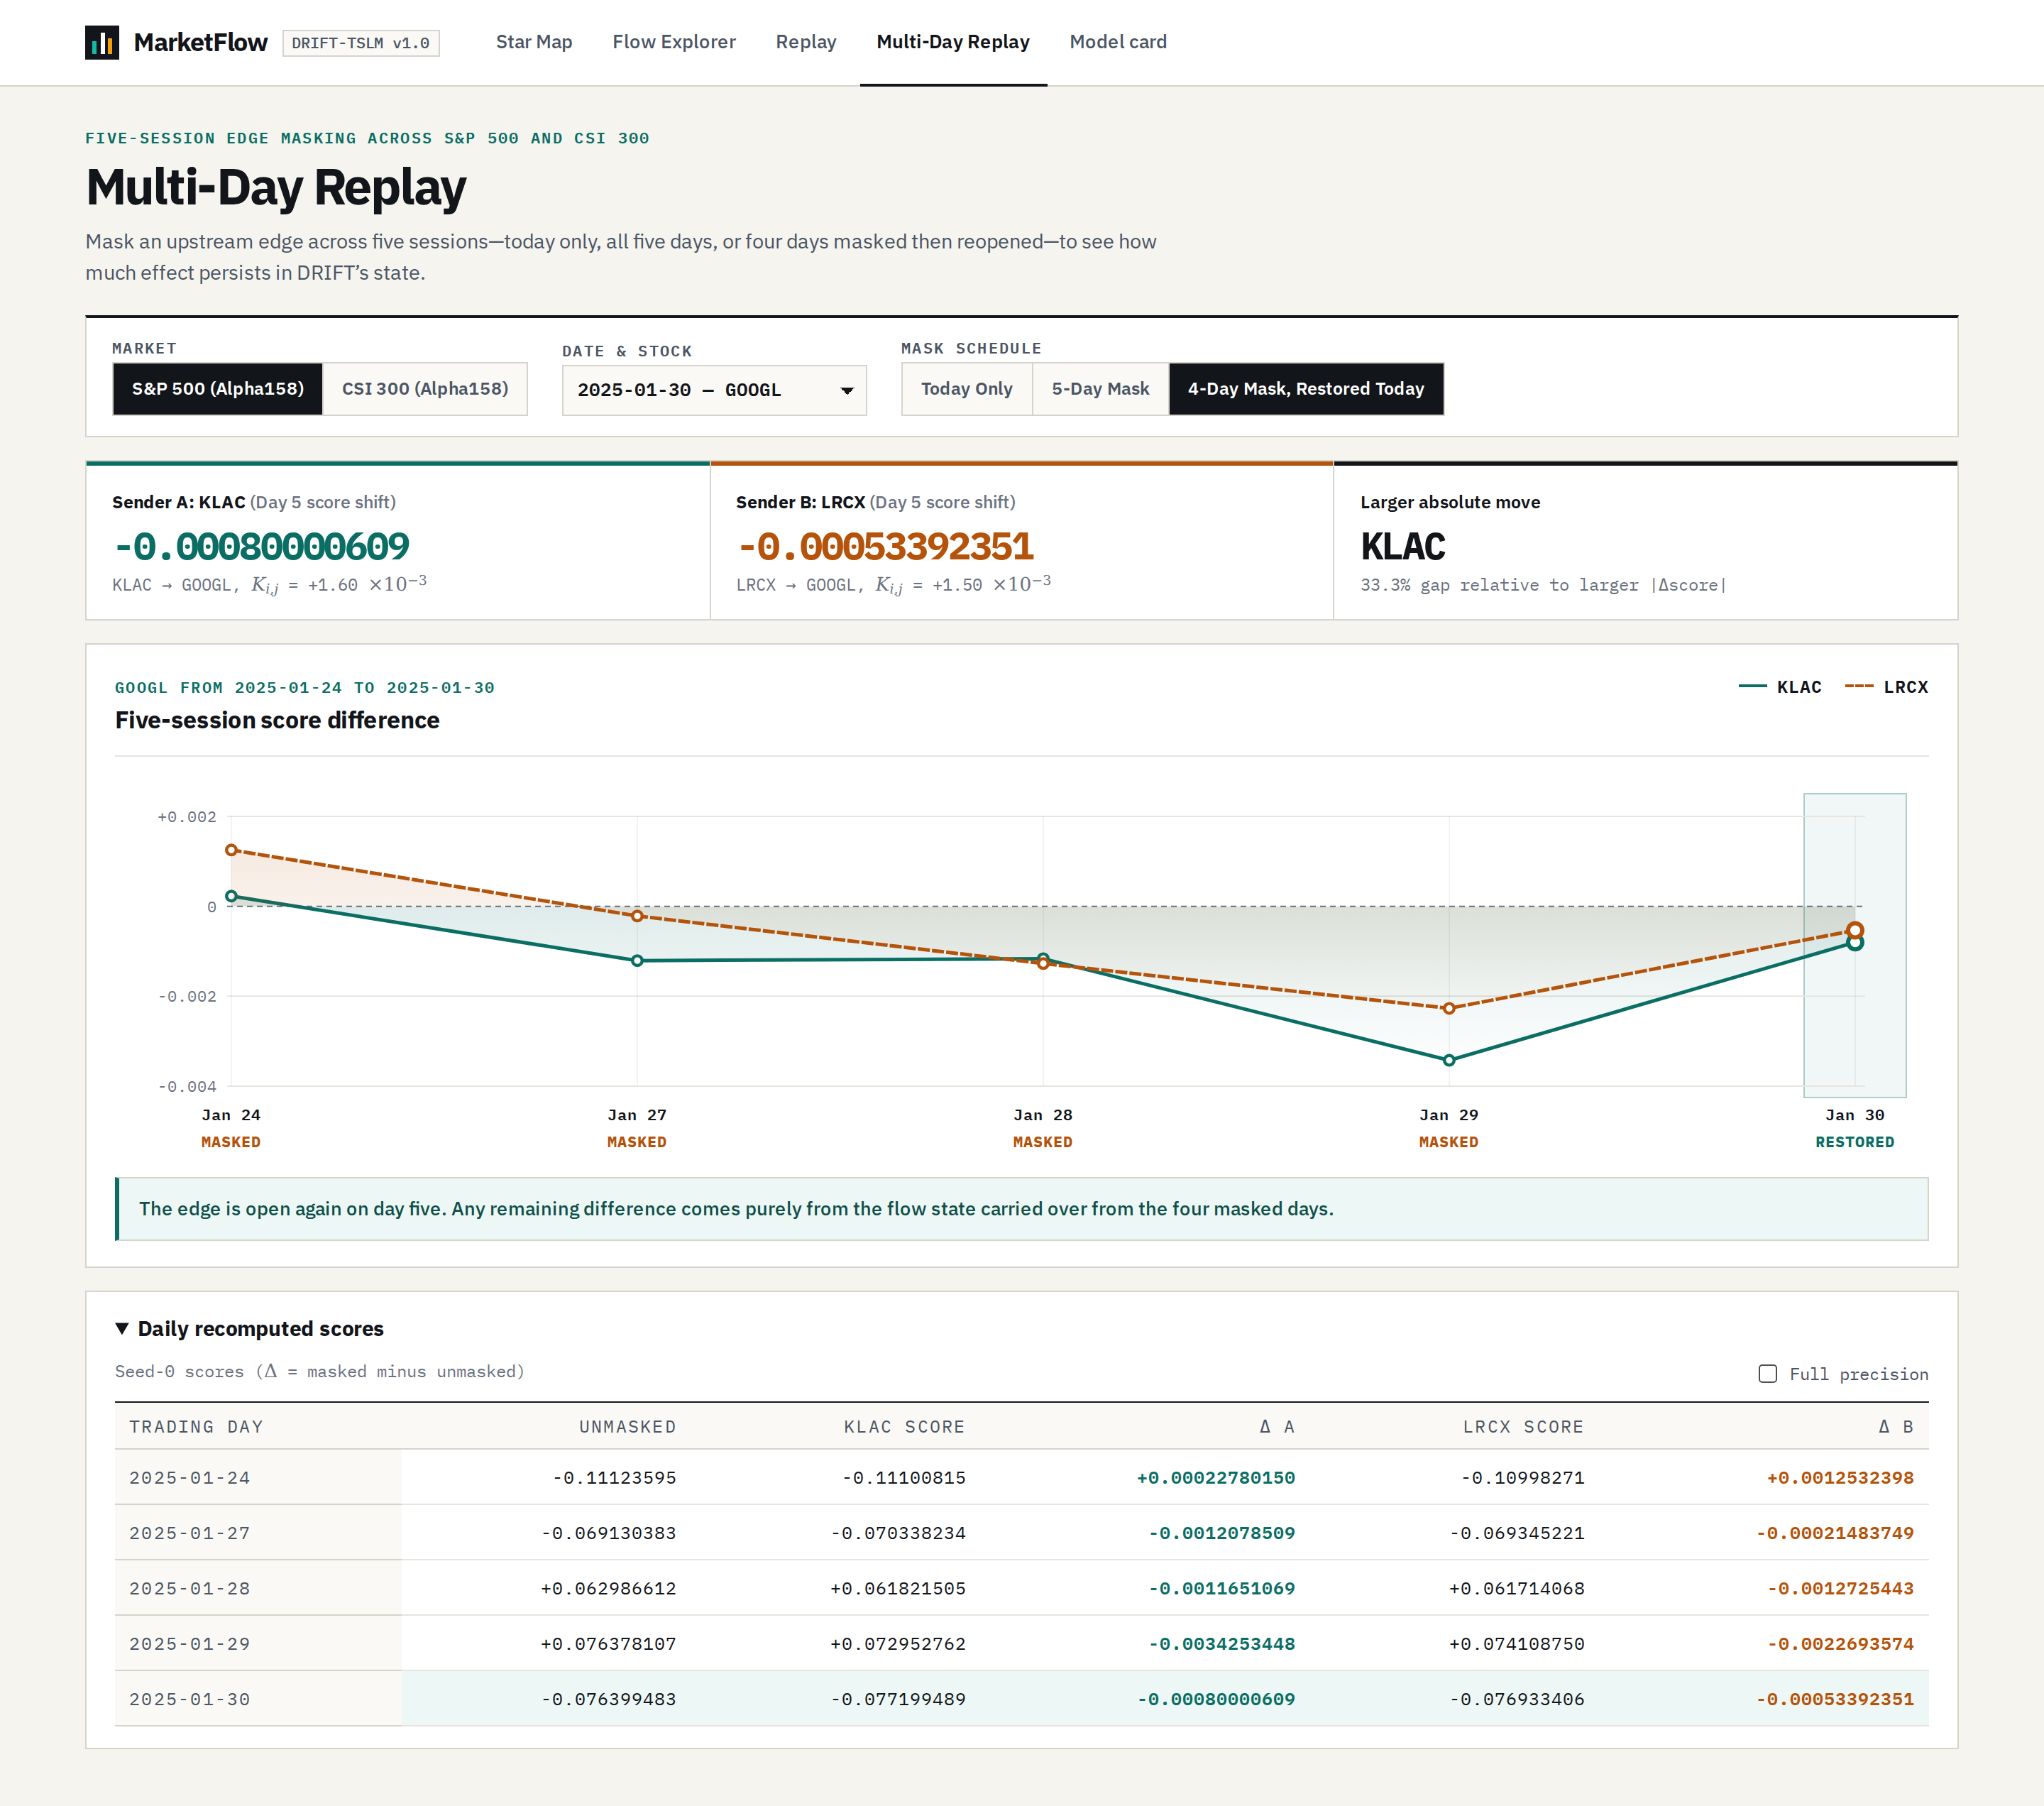 MarketFlow DRIFT-TSLM v1.0 Star Map Flow Explorer Replay Multi-Day Replay Model card
FIVE-SESSION EDGE MASKING ACROSS S&P 500 AND CSI 300
Multi-Day Replay
Mask an upstream edge across five sessions—today only, all five days, or four days masked then reopened—to see how
much effect persists in DRIFT’s state.
MARKET
S&P 500 (Alpha158) CSI 300 (Alpha158)
DATE & STOCK
2025-01-30 — GOOGL
MASK SCHEDULE
Today Only 5-Day Mask 4-Day Mask, Restored Today
Sender A: KLAC (Day 5 score shift)
-0.00080000609
KLAC → GOOGL, K_{i,j} = +1.60 ×10⁻³
Sender B: LRCX (Day 5 score shift)
-0.00053392351
LRCX → GOOGL, K_{i,j} = +1.50 ×10⁻³
Larger absolute move
KLAC
33.3% gap relative to larger |Δscore|
GOOGL FROM 2025-01-24 TO 2025-01-30
Five-session score difference
KLAC LRCX
+0.002
0
-0.002
-0.004
Jan 24 Jan 27 Jan 28 Jan 29 Jan 30
MASKED MASKED MASKED MASKED RESTORED
The edge is open again on day five. Any remaining difference comes purely from the flow state carried over from the four masked days.
▼ Daily recomputed scores
Seed-0 scores (Δ = masked minus unmasked)
Full precision
TRADING DAY UNMASKED KLAC SCORE Δ A LRCX SCORE Δ B
2025-01-24 -0.11123595 -0.11100815 +0.00022780150 -0.10998271 +0.0012532398
2025-01-27 -0.069130383 -0.070338234 -0.0012078509 -0.069345221 -0.00021483749
2025-01-28 +0.062986612 +0.061821505 -0.0011651069 +0.061714068 -0.0012725443
2025-01-29 +0.076378107 +0.072952762 -0.0034253448 +0.074108750 -0.0022693574
2025-01-30 -0.076399483 -0.077199489 -0.00080000609 -0.076933406 -0.00053392351